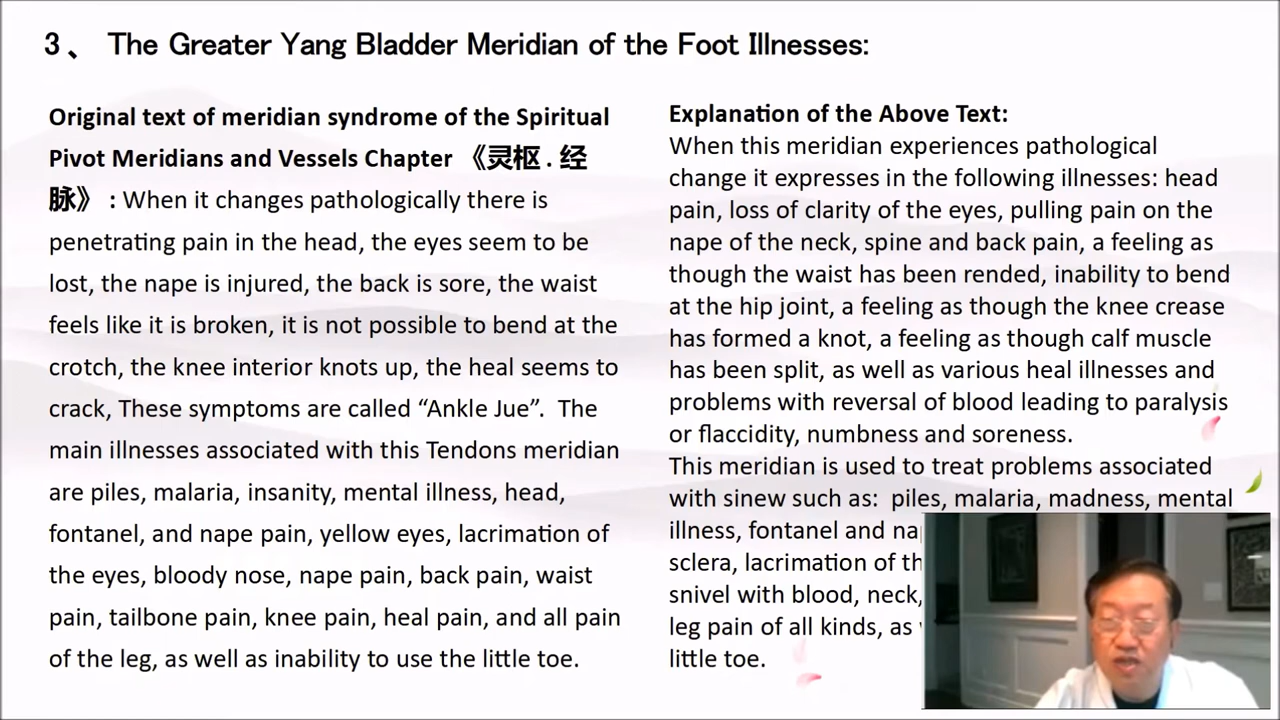 3、 The Greater Yang Bladder Meridian of the Foot Illnesses:
Original text of meridian syndrome of the Spiritual
Pivot Meridians and Vessels Chapter 《灵枢 . 经
脉》 : When it changes pathologically there is
penetrating pain in the head, the eyes seem to be
lost, the nape is injured, the back is sore, the waist
feels like it is broken, it is not possible to bend at the
crotch, the knee interior knots up, the heal seems to
crack, These symptoms are called “Ankle Jue”. The
main illnesses associated with this Tendons meridian
are piles, malaria, insanity, mental illness, head,
fontanel, and nape pain, yellow eyes, lacrimation of
the eyes, bloody nose, nape pain, back pain, waist
pain, tailbone pain, knee pain, heal pain, and all pain
of the leg, as well as inability to use the little toe.
Explanation of the Above Text:
When this meridian experiences pathological
change it expresses in the following illnesses: head
pain, loss of clarity of the eyes, pulling pain on the
nape of the neck, spine and back pain, a feeling as
though the waist has been rended, inability to bend
at the hip joint, a feeling as though the knee crease
has formed a knot, a feeling as though calf muscle
has been split, as well as various heal illnesses and
problems with reversal of blood leading to paralysis
or flaccidity, numbness and soreness.
This meridian is used to treat problems associated
with sinew such as: piles, malaria, madness, mental
illness, fontanel and
sclera, lacrimation of
snivel with blood, neck,
leg pain of all kinds, as
little toe.